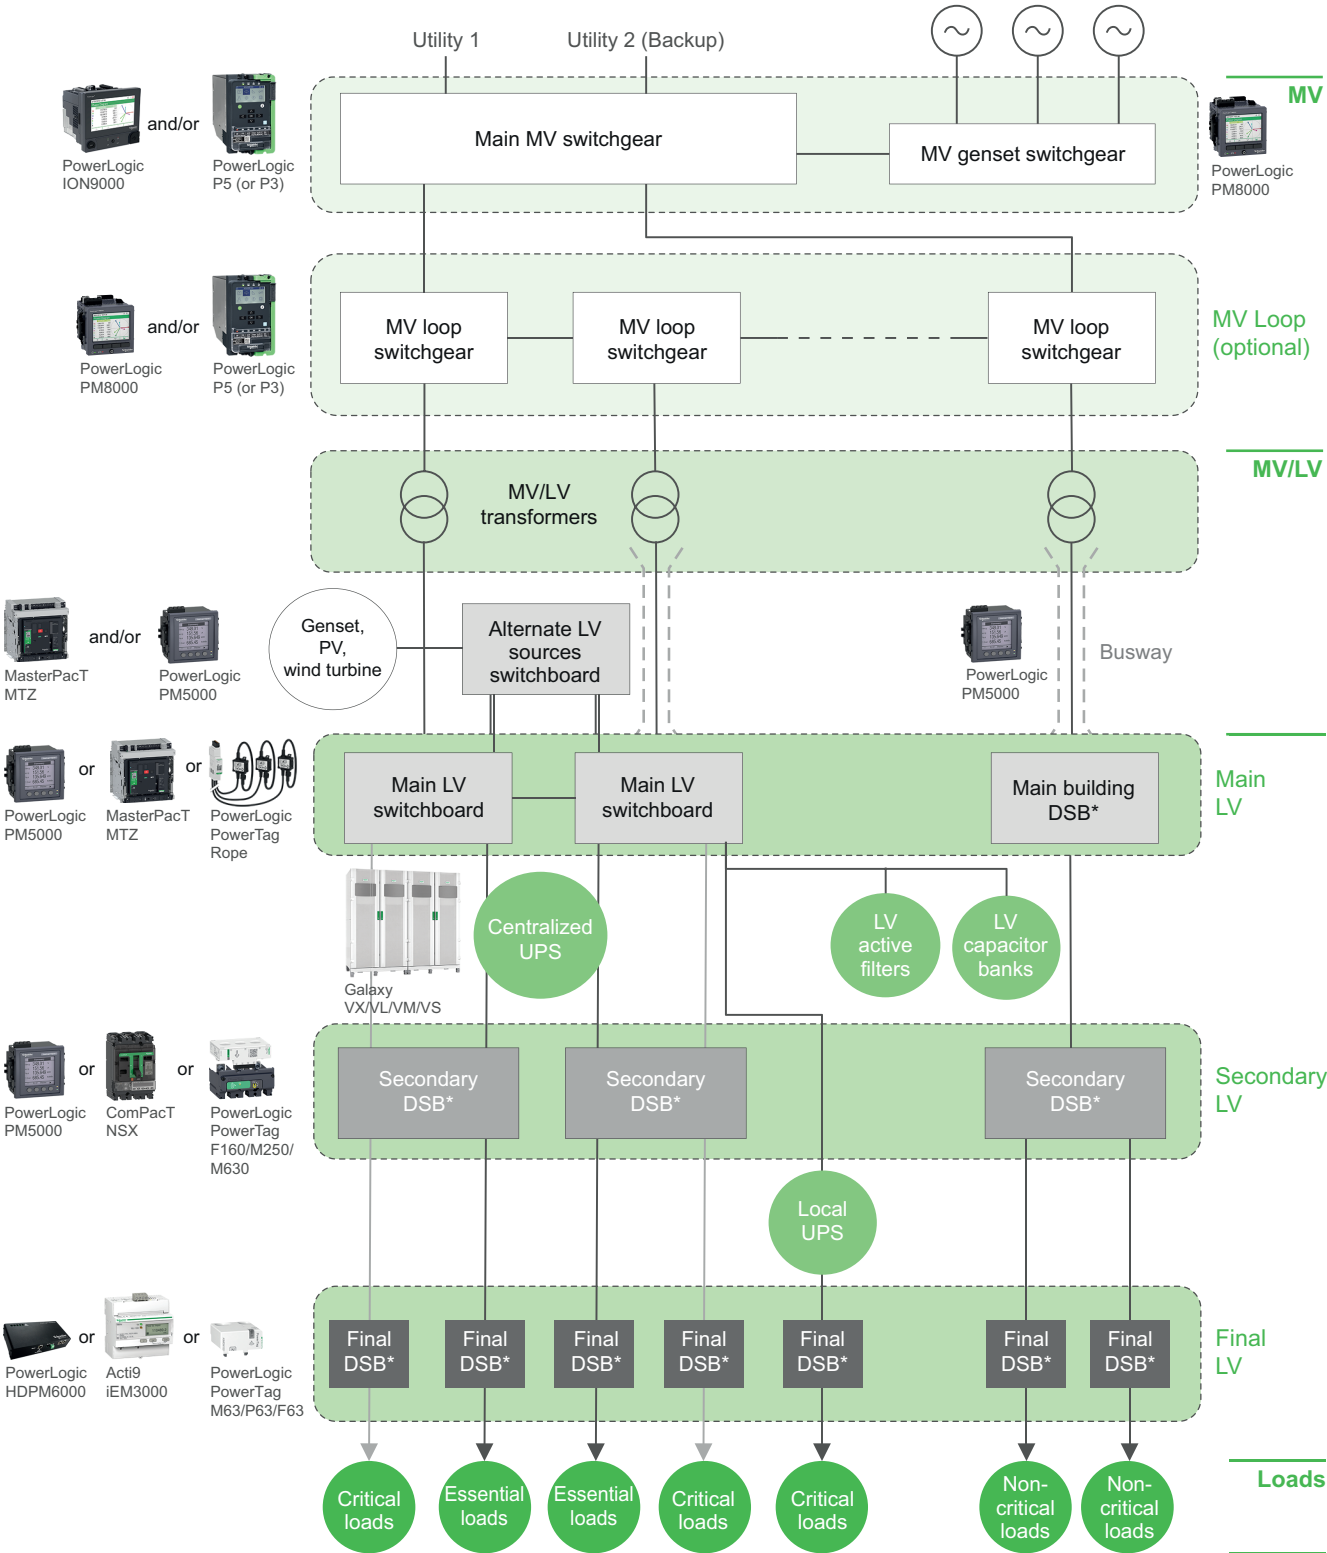 Utility 1
Utility 2 (Backup)
MV
Main MV switchgear
MV genset switchgear
and/or
PowerLogic
ION9000
PowerLogic
P5 (or P3)
PowerLogic
PM8000
MV loop
switchgear
MV loop
switchgear
MV loop
switchgear
MV Loop
(optional)
and/or
PowerLogic
PM8000
PowerLogic
P5 (or P3)
MV/LV
MV/LV
transformers
Genset,
PV,
wind turbine
Alternate LV
sources
switchboard
and/or
MasterPacT
MTZ
PowerLogic
PM5000
PowerLogic
PM5000
Busway
Main LV
switchboard
Main LV
switchboard
Main building
DSB*
Main
LV
or
or
PowerLogic
PM5000
MasterPacT
MTZ
PowerLogic
PowerTag
Rope
Centralized
UPS
LV
active
filters
LV
capacitor
banks
Galaxy
VX/VL/VM/VS
Secondary
DSB*
Secondary
DSB*
Secondary
DSB*
Secondary
LV
or
or
PowerLogic
PM5000
ComPacT
NSX
PowerLogic
PowerTag
F160/M250/
M630
Local
UPS
Final
DSB*
Final
DSB*
Final
DSB*
Final
DSB*
Final
DSB*
Final
DSB*
Final
DSB*
Final
LV
or
or
PowerLogic
HDPM6000
Acti9
iEM3000
PowerLogic
PowerTag
M63/P63/F63
Loads
Critical
loads
Essential
loads
Essential
loads
Critical
loads
Critical
loads
Non-
critical
loads
Non-
critical
loads